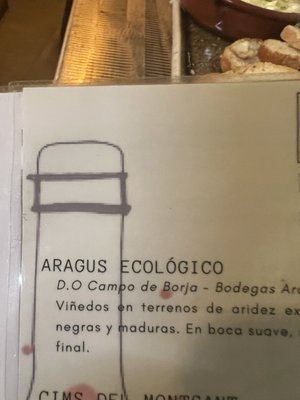 ARAGUS ECOLÓGICO
D.O Campo de Borja - Bodegas
Viñedos en terrenos de aridez
negras y maduras. En boca suave,
final.
CIMS DEL MONTSANT